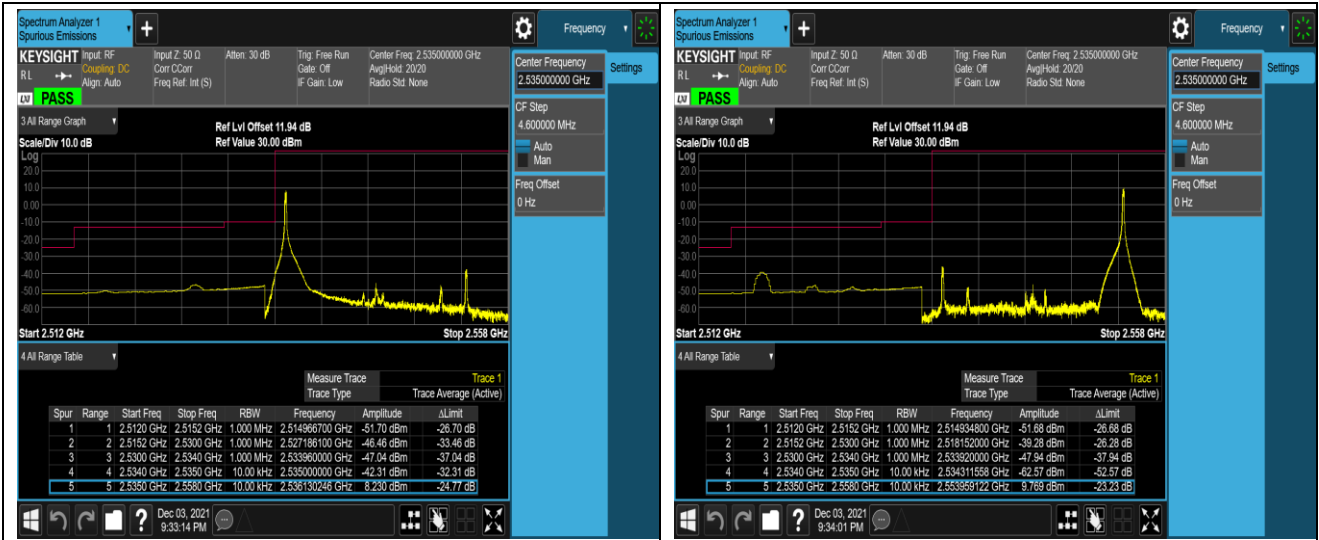 Spectrum Analyzer 1
Spurious Emissions
Frequency
KEYSIGHT Input: RF Input Z: 50 Ω Atten: 30 dB Trig: Free Run Center Freq: 2.535000000 GHz
RL Coupling: DC Corr CCorr Gate: Off Avg|Hold: 20/20
Align: Auto Freq Ref: Int (S) IF Gain: Low Radio Std: None
LXI PASS
Center Frequency
2.535000000 GHz
Settings
CF Step
4.600000 MHz
Auto
Man
Freq Offset
0 Hz
3 All Range Graph
Ref Lvl Offset 11.94 dB
Scale/Div 10.0 dB Ref Value 30.00 dBm
Log
20.0
10.0
0.00
-10.0
-20.0
-30.0
-40.0
-50.0
-60.0
Start 2.512 GHz Stop 2.558 GHz
4 All Range Table
Measure Trace Trace 1
Trace Type Trace Average (Active)
Spur Range Start Freq Stop Freq RBW Frequency Amplitude ΔLimit
1 1 2.5120 GHz 2.5152 GHz 1.000 MHz 2.514966700 GHz -51.70 dBm -26.70 dB
2 2 2.5152 GHz 2.5300 GHz 1.000 MHz 2.527186100 GHz -46.46 dBm -33.46 dB
3 3 2.5300 GHz 2.5340 GHz 1.000 MHz 2.533960000 GHz -47.04 dBm -37.04 dB
4 4 2.5340 GHz 2.5350 GHz 10.00 kHz 2.535000000 GHz -42.31 dBm -32.31 dB
5 5 2.5350 GHz 2.5580 GHz 10.00 kHz 2.536130246 GHz 8.230 dBm -24.77 dB
Dec 03, 2021
9:33:14 PM
Spectrum Analyzer 1
Spurious Emissions
Frequency
KEYSIGHT Input: RF Input Z: 50 Ω Atten: 30 dB Trig: Free Run Center Freq: 2.535000000 GHz
RL Coupling: DC Corr CCorr Gate: Off Avg|Hold: 20/20
Align: Auto Freq Ref: Int (S) IF Gain: Low Radio Std: None
LXI PASS
Center Frequency
2.535000000 GHz
Settings
CF Step
4.600000 MHz
Auto
Man
Freq Offset
0 Hz
3 All Range Graph
Ref Lvl Offset 11.94 dB
Scale/Div 10.0 dB Ref Value 30.00 dBm
Log
20.0
10.0
0.00
-10.0
-20.0
-30.0
-40.0
-50.0
-60.0
Start 2.512 GHz Stop 2.558 GHz
4 All Range Table
Measure Trace Trace 1
Trace Type Trace Average (Active)
Spur Range Start Freq Stop Freq RBW Frequency Amplitude ΔLimit
1 1 2.5120 GHz 2.5152 GHz 1.000 MHz 2.514934800 GHz -51.68 dBm -26.68 dB
2 2 2.5152 GHz 2.5300 GHz 1.000 MHz 2.518152000 GHz -39.28 dBm -26.28 dB
3 3 2.5300 GHz 2.5340 GHz 1.000 MHz 2.533920000 GHz -47.94 dBm -37.94 dB
4 4 2.5340 GHz 2.5350 GHz 10.00 kHz 2.534311558 GHz -62.57 dBm -52.57 dB
5 5 2.5350 GHz 2.5580 GHz 10.00 kHz 2.553959122 GHz 9.769 dBm -23.23 dB
Dec 03, 2021
9:34:01 PM